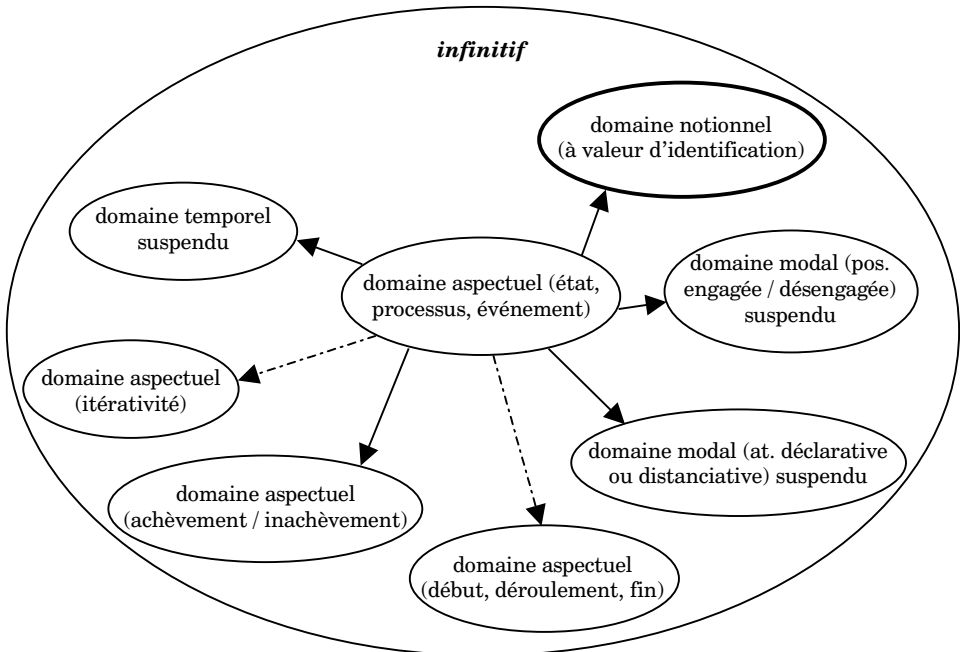 infinitif
domaine notionnel
(à valeur d’identification)
domaine temporel
suspendu
domaine aspectuel (état,
processus, événement)
domaine modal (pos.
engagée / désengagée)
suspendu
domaine aspectuel
(itérativité)
domaine modal (at. déclarative
ou distanciative) suspendu
domaine aspectuel
(achèvement / inachèvement)
domaine aspectuel
(début, déroulement, fin)